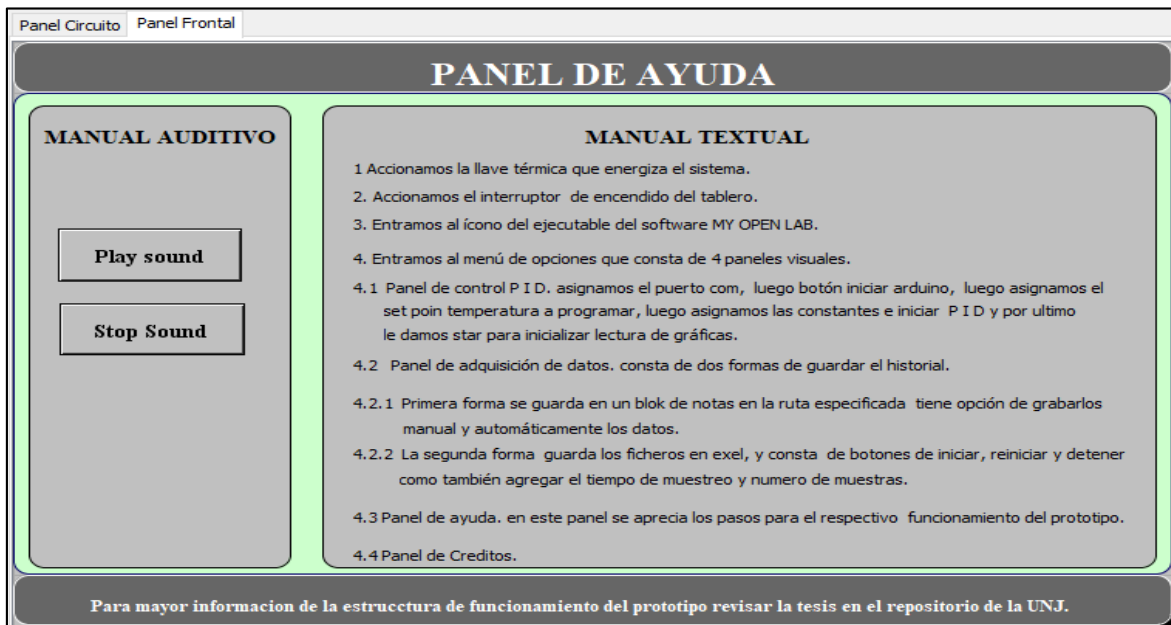 Panel Circuito Panel Frontal
PANEL DE AYUDA
MANUAL AUDITIVO
Play sound
Stop Sound
MANUAL TEXTUAL
1 Accionamos la llave térmica que energiza el sistema.
2. Accionamos el interruptor de encendido del tablero.
3. Entramos al ícono del ejecutable del software MY OPEN LAB.
4. Entramos al menú de opciones que consta de 4 paneles visuales.
4.1 Panel de control P I D. asignamos el puerto com, luego botón iniciar arduino, luego asignamos el
set poin temperatura a programar, luego asignamos las constantes e iniciar P I D y por ultimo
le damos star para inicializar lectura de gráficas.
4.2 Panel de adquisición de datos. consta de dos formas de guardar el historial.
4.2.1 Primera forma se guarda en un blok de notas en la ruta especificada tiene opción de grabarlos
manual y automáticamente los datos.
4.2.2 La segunda forma guarda los ficheros en exel, y consta de botones de iniciar, reiniciar y detener
como también agregar el tiempo de muestreo y numero de muestras.
4.3 Panel de ayuda. en este panel se aprecia los pasos para el respectivo funcionamiento del prototipo.
4.4 Panel de Creditos.
Para mayor informacion de la estrucctura de funcionamiento del prototipo revisar la tesis en el repositorio de la UNJ.